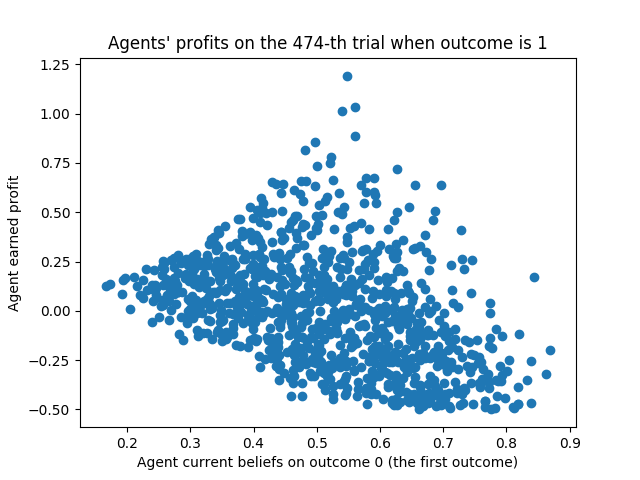 Agents' profits on the 474-th trial when outcome is 1
1.25
1.00
0.75
0.50
0.25
0.00
−0.25
−0.50
Agent earned profit
0.2 0.3 0.4 0.5 0.6 0.7 0.8 0.9
Agent current beliefs on outcome 0 (the first outcome)